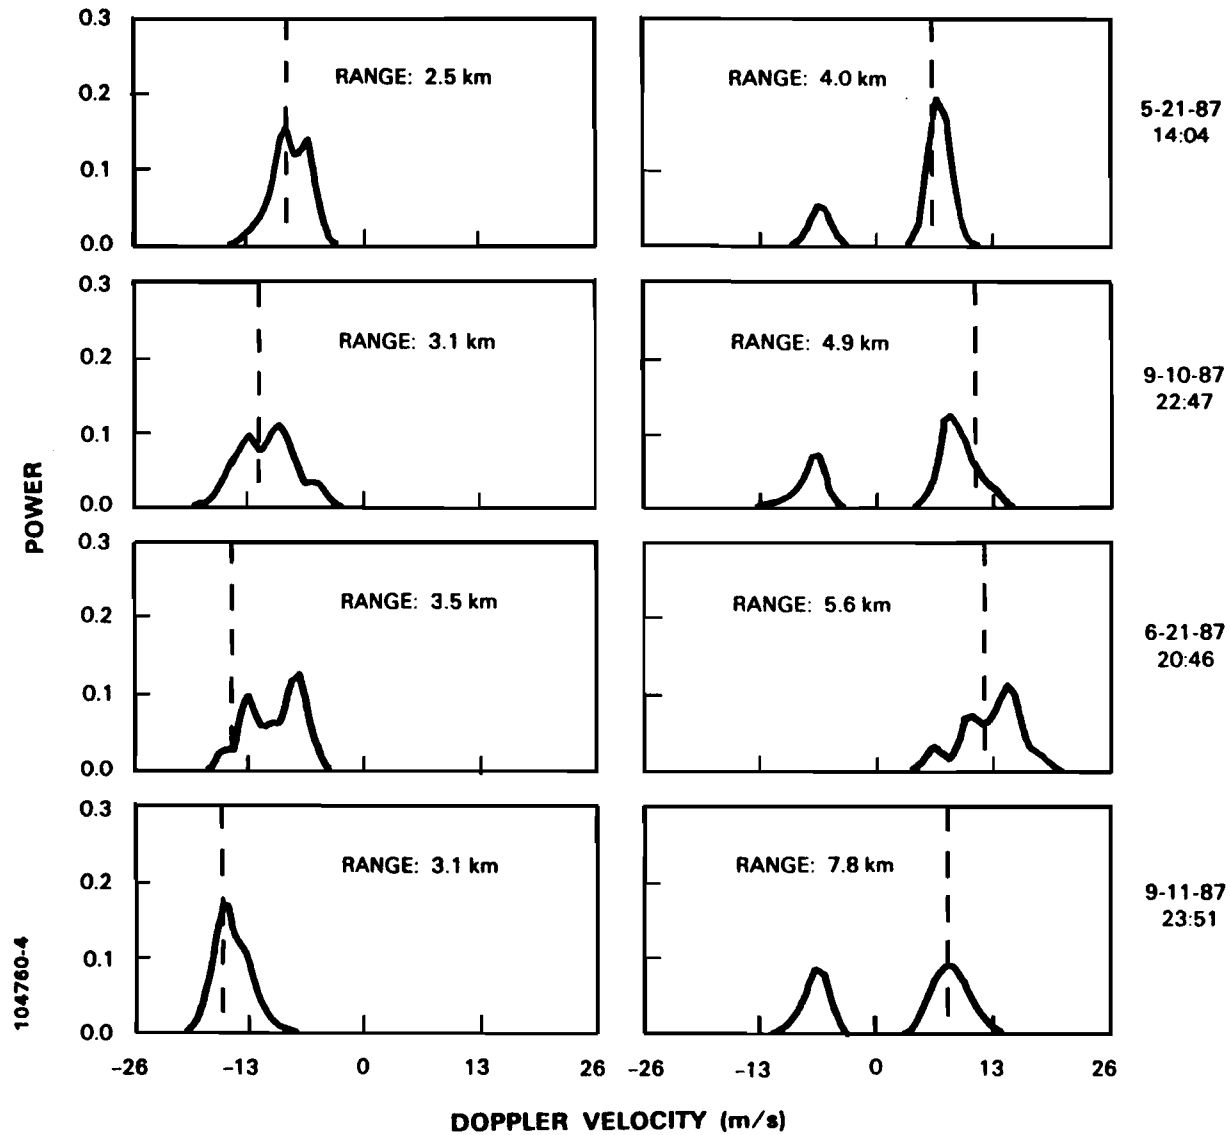 0.3
0.2
0.1
0.0
RANGE: 2.5 km
RANGE: 4.0 km
5-21-87
14:04
0.3
0.2
0.1
0.0
RANGE: 3.1 km
RANGE: 4.9 km
9-10-87
22:47
POWER
0.3
0.2
0.1
0.0
RANGE: 3.5 km
RANGE: 5.6 km
6-21-87
20:46
0.3
0.2
0.1
0.0
RANGE: 3.1 km
RANGE: 7.8 km
9-11-87
23:51
104760-4
-26 -13 0 13 26
-26 -13 0 13 26
DOPPLER VELOCITY (m/s)